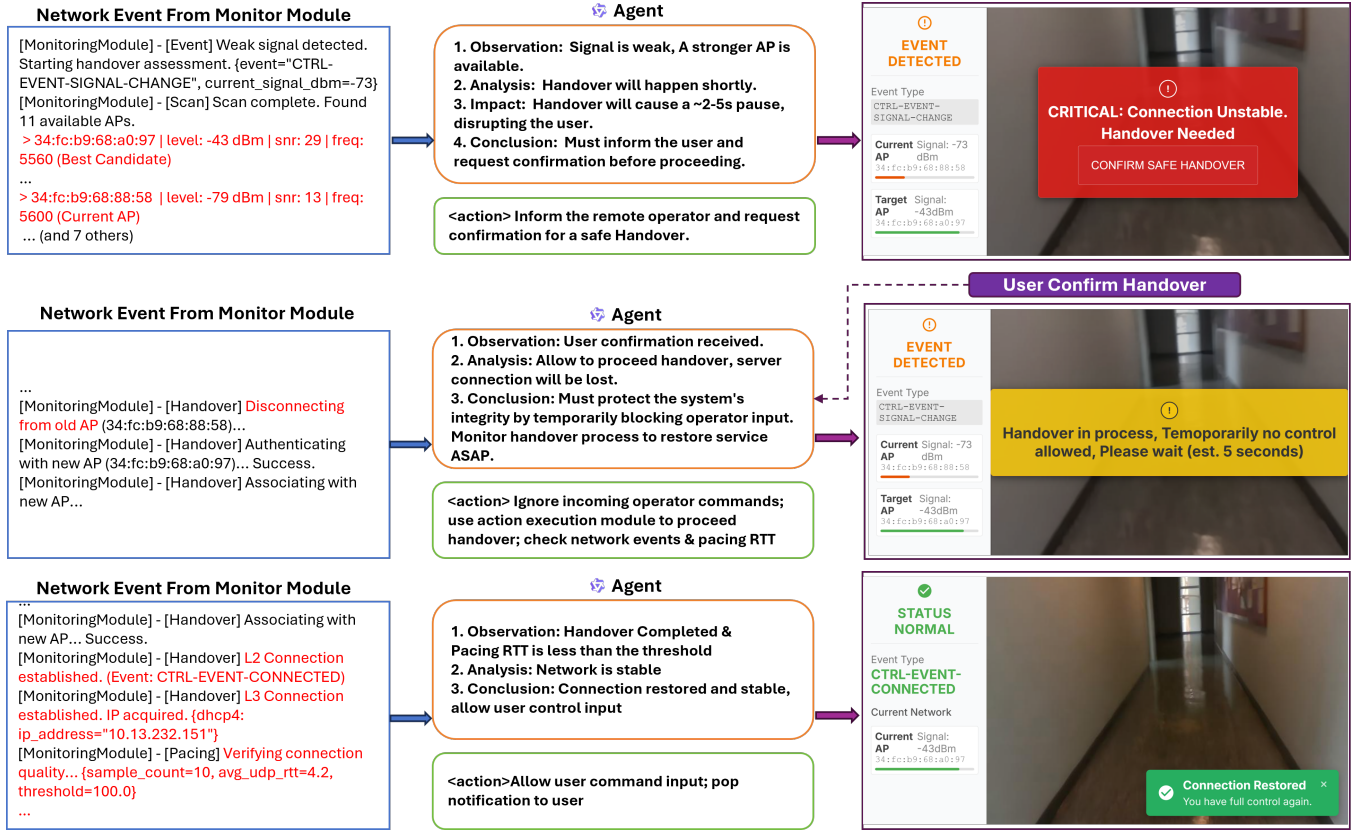 Network Event From Monitor Module
[MonitoringModule] - [Event] Weak signal detected.
Starting handover assessment. {event="CTRL-
EVENT-SIGNAL-CHANGE", current_signal_dbm=-73}
[MonitoringModule] - [Scan] Scan complete. Found
11 available APs.
> 34:fc:b9:68:a0:97 | level: -43 dBm | snr: 29 | freq:
5560 (Best Candidate)
...
> 34:fc:b9:68:88:58 | level: -79 dBm | snr: 13 | freq:
5600 (Current AP)
... (and 7 others)
Agent
1. Observation: Signal is weak, A stronger AP is
available.
2. Analysis: Handover will happen shortly.
3. Impact: Handover will cause a ~2-5s pause,
disrupting the user.
4. Conclusion: Must inform the user and
request confirmation before proceeding.
<action> Inform the remote operator and request
confirmation for a safe Handover.
EVENT
DETECTED
Event Type
CTRL-EVENT-
SIGNAL-CHANGE
Current Signal: -73
AP dBm
34:fc:b9:68:88:58
Target Signal:
AP -43dBm
34:fc:b9:68:a0:97
CRITICAL: Connection Unstable.
Handover Needed
CONFIRM SAFE HANDOVER
User Confirm Handover
Network Event From Monitor Module
...
[MonitoringModule] - [Handover] Disconnecting
from old AP (34:fc:b9:68:88:58)...
[MonitoringModule] - [Handover] Authenticating
with new AP (34:fc:b9:68:a0:97)... Success.
[MonitoringModule] - [Handover] Associating with
new AP...
Agent
1. Observation: User confirmation received.
2. Analysis: Allow to proceed handover, server
connection will be lost.
3. Conclusion: Must protect the system's
integrity by temporarily blocking operator input.
Monitor handover process to restore service
ASAP.
<action> Ignore incoming operator commands;
use action execution module to proceed
handover; check network events & pacing RTT
EVENT
DETECTED
Event Type
CTRL-EVENT-
SIGNAL-CHANGE
Current Signal: -73
AP dBm
34:fc:b9:68:88:58
Target Signal:
AP -43dBm
34:fc:b9:68:a0:97
Handover in process, Temoporarily no control
allowed, Please wait (est. 5 seconds)
Network Event From Monitor Module
...
[MonitoringModule] - [Handover] Associating with
new AP... Success.
[MonitoringModule] - [Handover] L2 Connection
established. (Event: CTRL-EVENT-CONNECTED)
[MonitoringModule] - [Handover] L3 Connection
established. IP acquired. {dhcp4:
ip_address="10.13.232.151"}
[MonitoringModule] - [Pacing] Verifying connection
quality... {sample_count=10, avg_udp_rtt=4.2,
threshold=100.0}
...
Agent
1. Observation: Handover Completed &
Pacing RTT is less than the threshold
2. Analysis: Network is stable
3. Conclusion: Connection restored and stable,
allow user control input
<action>Allow user command input; pop
notification to user
STATUS
NORMAL
Event Type
CTRL-EVENT-
CONNECTED
Current Network
Current Signal:
AP -43dBm
34:fc:b9:68:a0:97
Connection Restored ×
You have full control again.